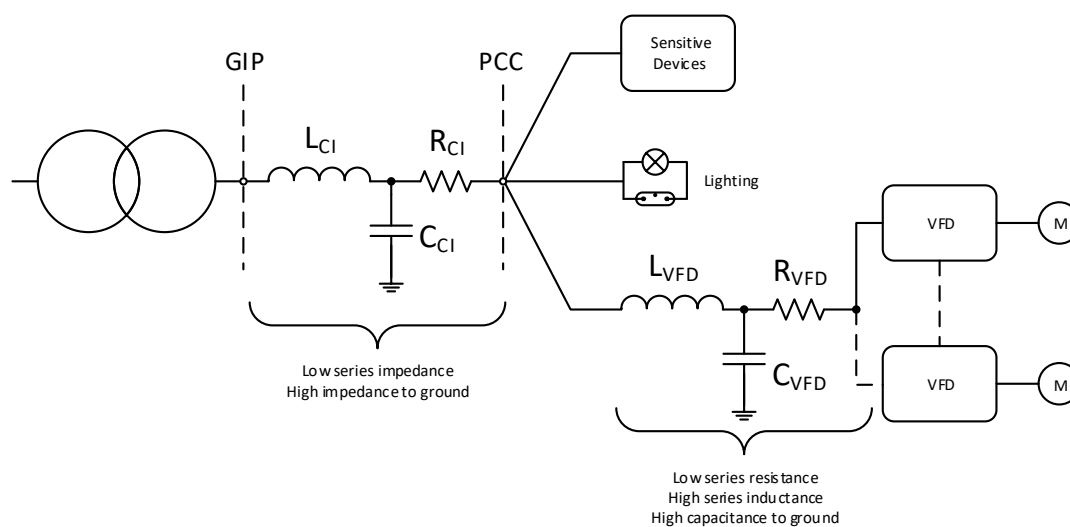 Sensitive
Devices
GIP
PCC
L_CI
R_CI
C_CI
Lighting
VFD
M
L_VFD
R_VFD
C_VFD
VFD
M
Low series impedance
High impedance to ground
Low series resistance
High series inductance
High capacitance to ground